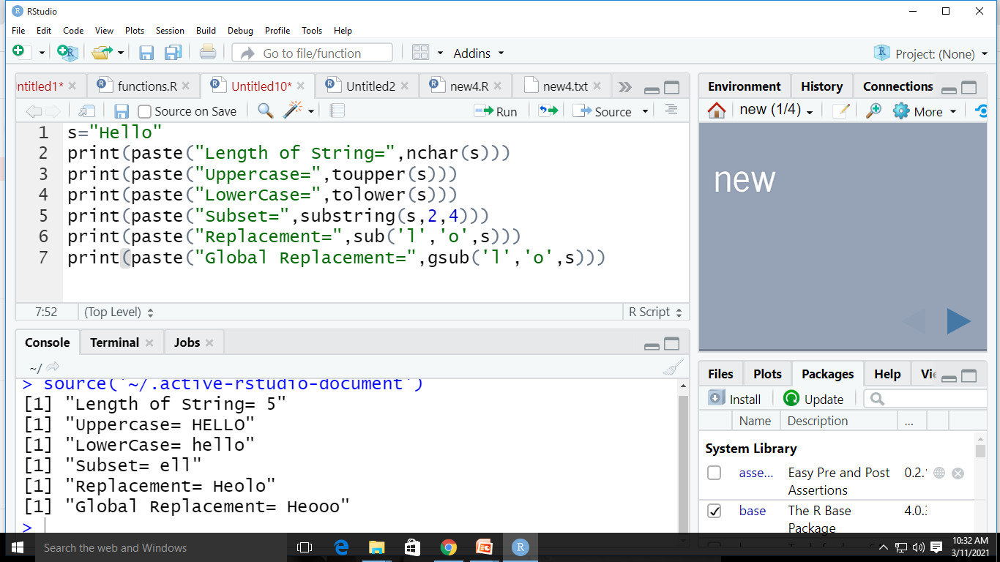 RStudio
File Edit Code View Plots Session Build Debug Profile Tools Help
Go to file/function Addins Project: (None)
ntitled1* functions.R Untitled10* Untitled2 new4.R new4.txt
Source on Save Run Source
1 s="Hello"
2 print(paste("Length of String=",nchar(s)))
3 print(paste("Uppercase=",toupper(s)))
4 print(paste("LowerCase=",tolower(s)))
5 print(paste("Subset=",substring(s,2,4)))
6 print(paste("Replacement=",sub('l','o',s)))
7 print(paste("Global Replacement=",gsub('l','o',s)))
7:52 (Top Level) R Script
Console Terminal Jobs
~/
> source('~/.active-rstudio-document')
[1] "Length of String= 5"
[1] "Uppercase= HELLO"
[1] "LowerCase= hello"
[1] "Subset= ell"
[1] "Replacement= Heolo"
[1] "Global Replacement= Heooo"
>
Environment History Connections
new (1/4) More
new
Files Plots Packages Help Vi
Install Update
Name Description ...
System Library
asse... Easy Pre and Post 0.2.
Assertions
base The R Base 4.0.
Package
Search the web and Windows
10:32 AM
3/11/2021